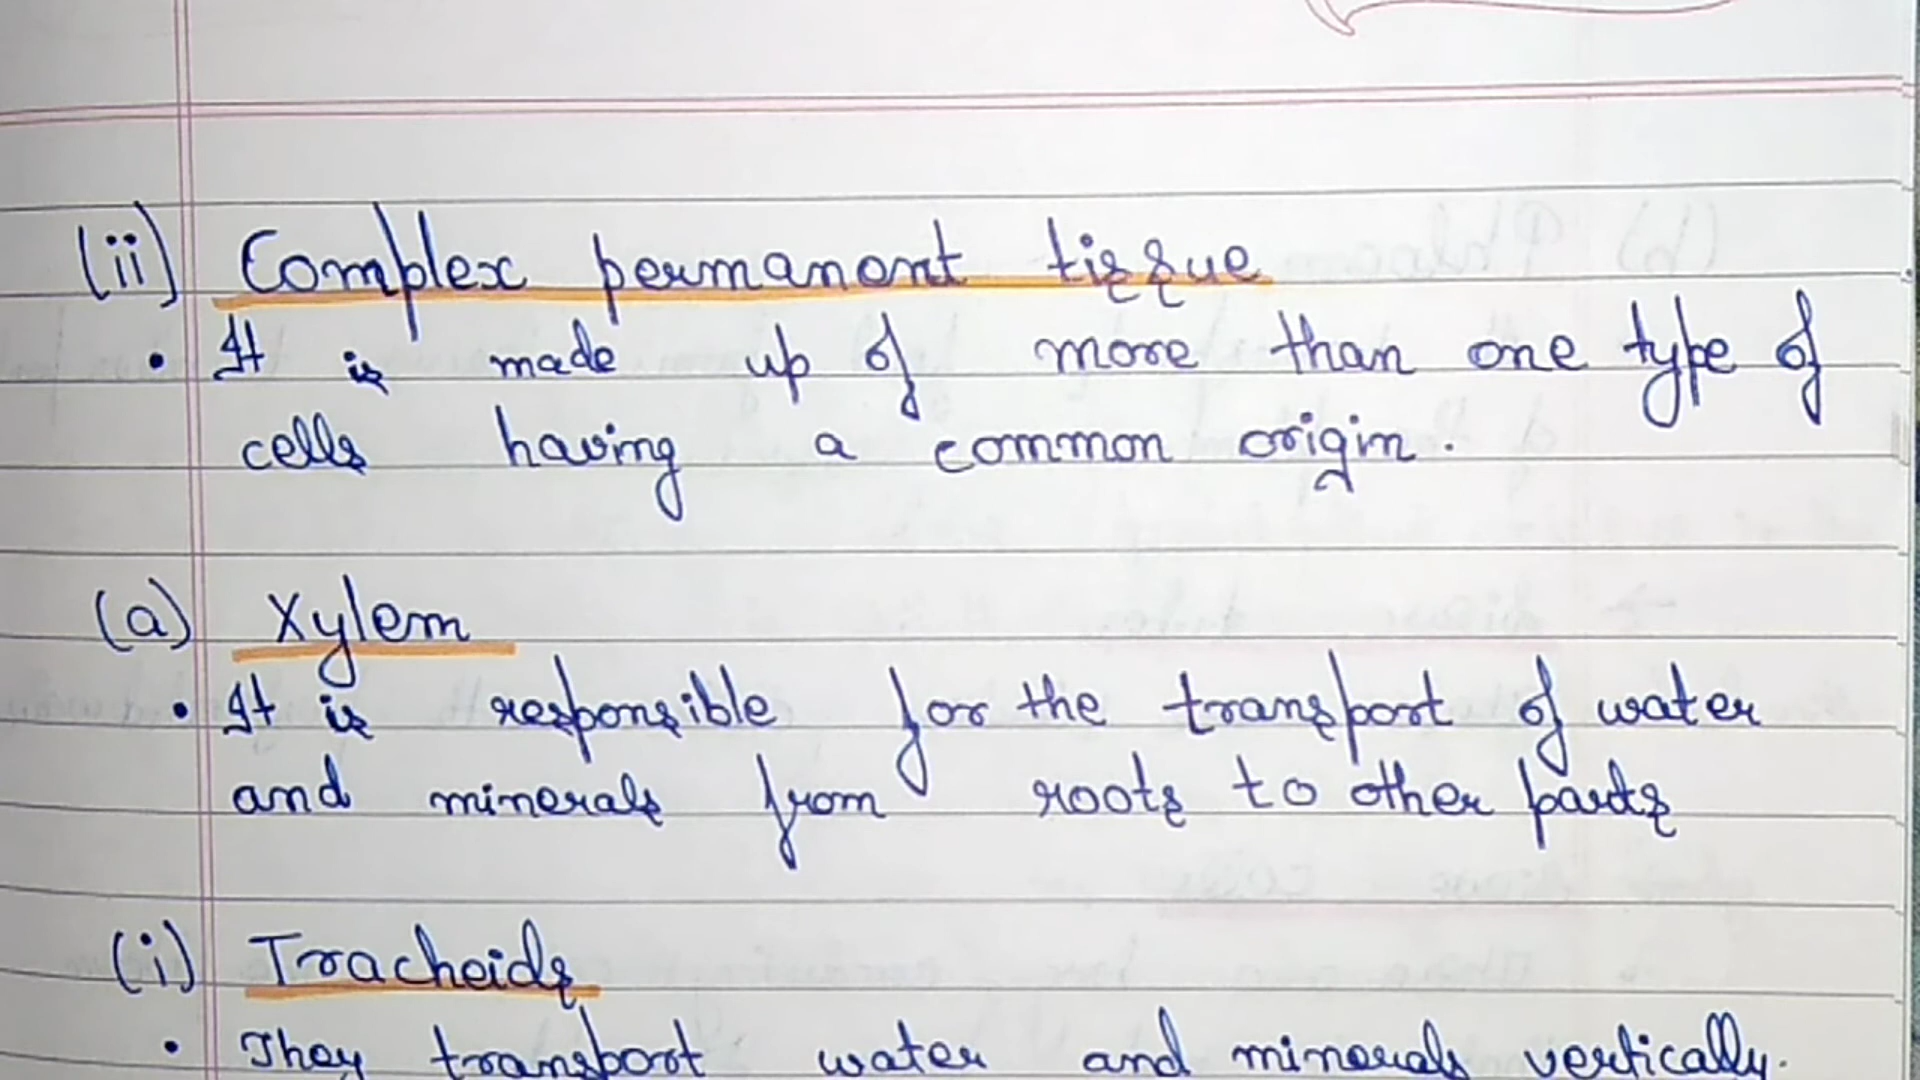 (ii) Complex permanent tissue
• It is made up of more than one type of
cells having a common origin.
(a) Xylem
• It is responsible for the transport of water
and minerals from roots to other parts
(i) Tracheids
• They transport water and minerals vertically.